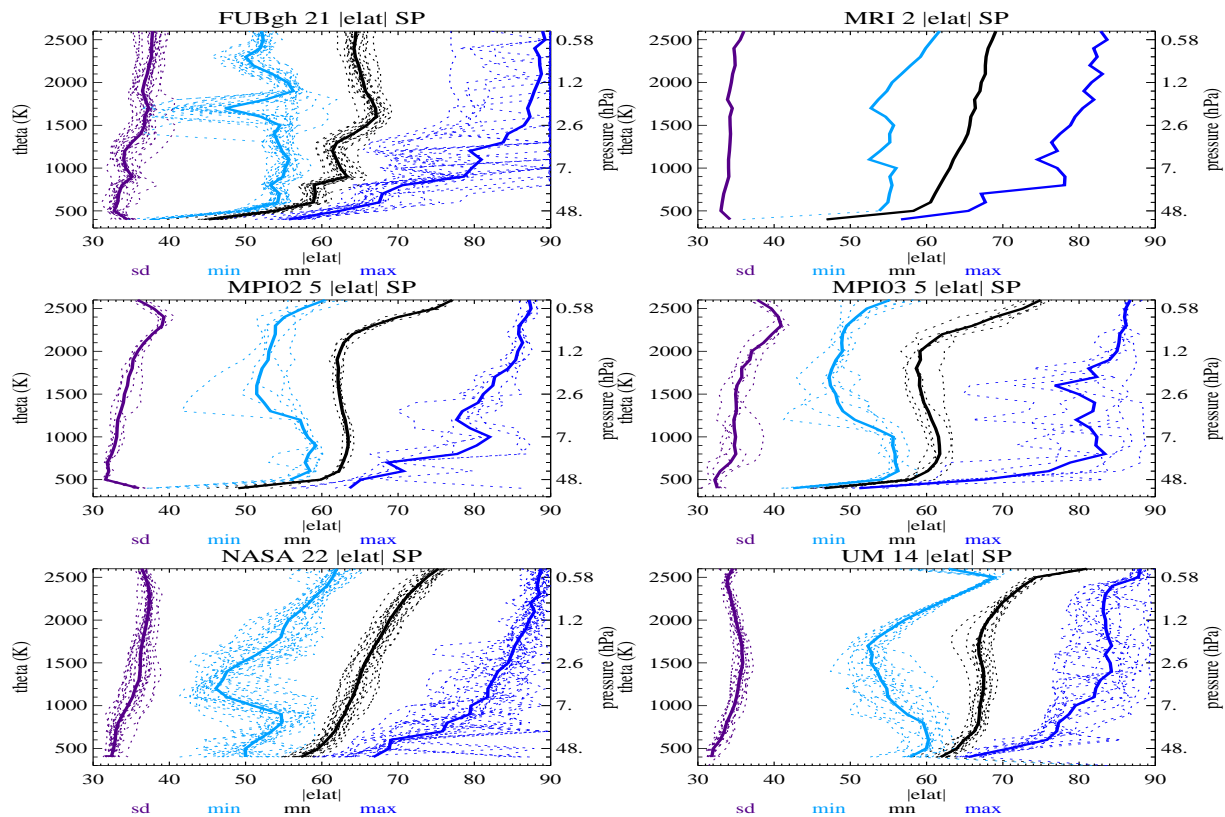 FUBgh 21 |elat| SP
MRI 2 |elat| SP
theta (K)
2500
2000
1500
1000
500
0.58
1.2
2.6
7.
48.
pressure (hPa)
30 40 50 60 70 80 90
|elat|
sd min mn max
theta (K)
2500
2000
1500
1000
500
0.58
1.2
2.6
7.
48.
pressure (hPa)
30 40 50 60 70 80 90
|elat|
sd min mn max
MPI02 5 |elat| SP
MPI03 5 |elat| SP
theta (K)
2500
2000
1500
1000
500
0.58
1.2
2.6
7.
48.
pressure (hPa)
30 40 50 60 70 80 90
|elat|
sd min mn max
theta (K)
2500
2000
1500
1000
500
0.58
1.2
2.6
7.
48.
pressure (hPa)
30 40 50 60 70 80 90
|elat|
sd min mn max
NASA 22 |elat| SP
UM 14 |elat| SP
theta (K)
2500
2000
1500
1000
500
0.58
1.2
2.6
7.
48.
pressure (hPa)
30 40 50 60 70 80 90
|elat|
sd min mn max
theta (K)
2500
2000
1500
1000
500
0.58
1.2
2.6
7.
48.
pressure (hPa)
30 40 50 60 70 80 90
|elat|
sd min mn max